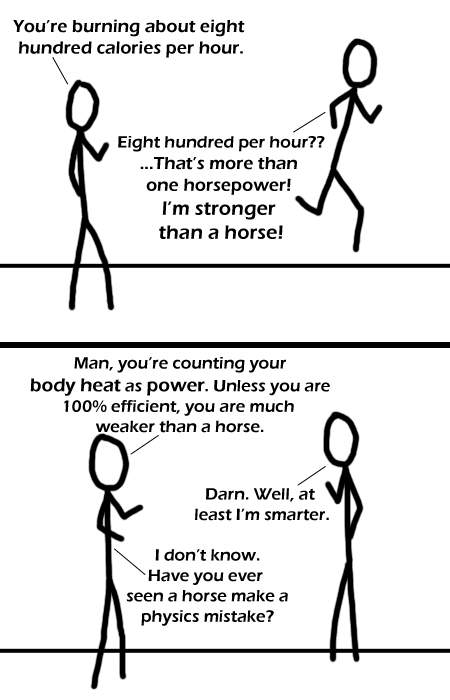 You're burning about eight
hundred calories per hour.
Eight hundred per hour??
...That's more than
one horsepower!
I'm stronger
than a horse!
Man, you're counting your
body heat as power. Unless you are
100% efficient, you are much
weaker than a horse.
Darn. Well, at
least I'm smarter.
I don't know.
Have you ever
seen a horse make a
physics mistake?